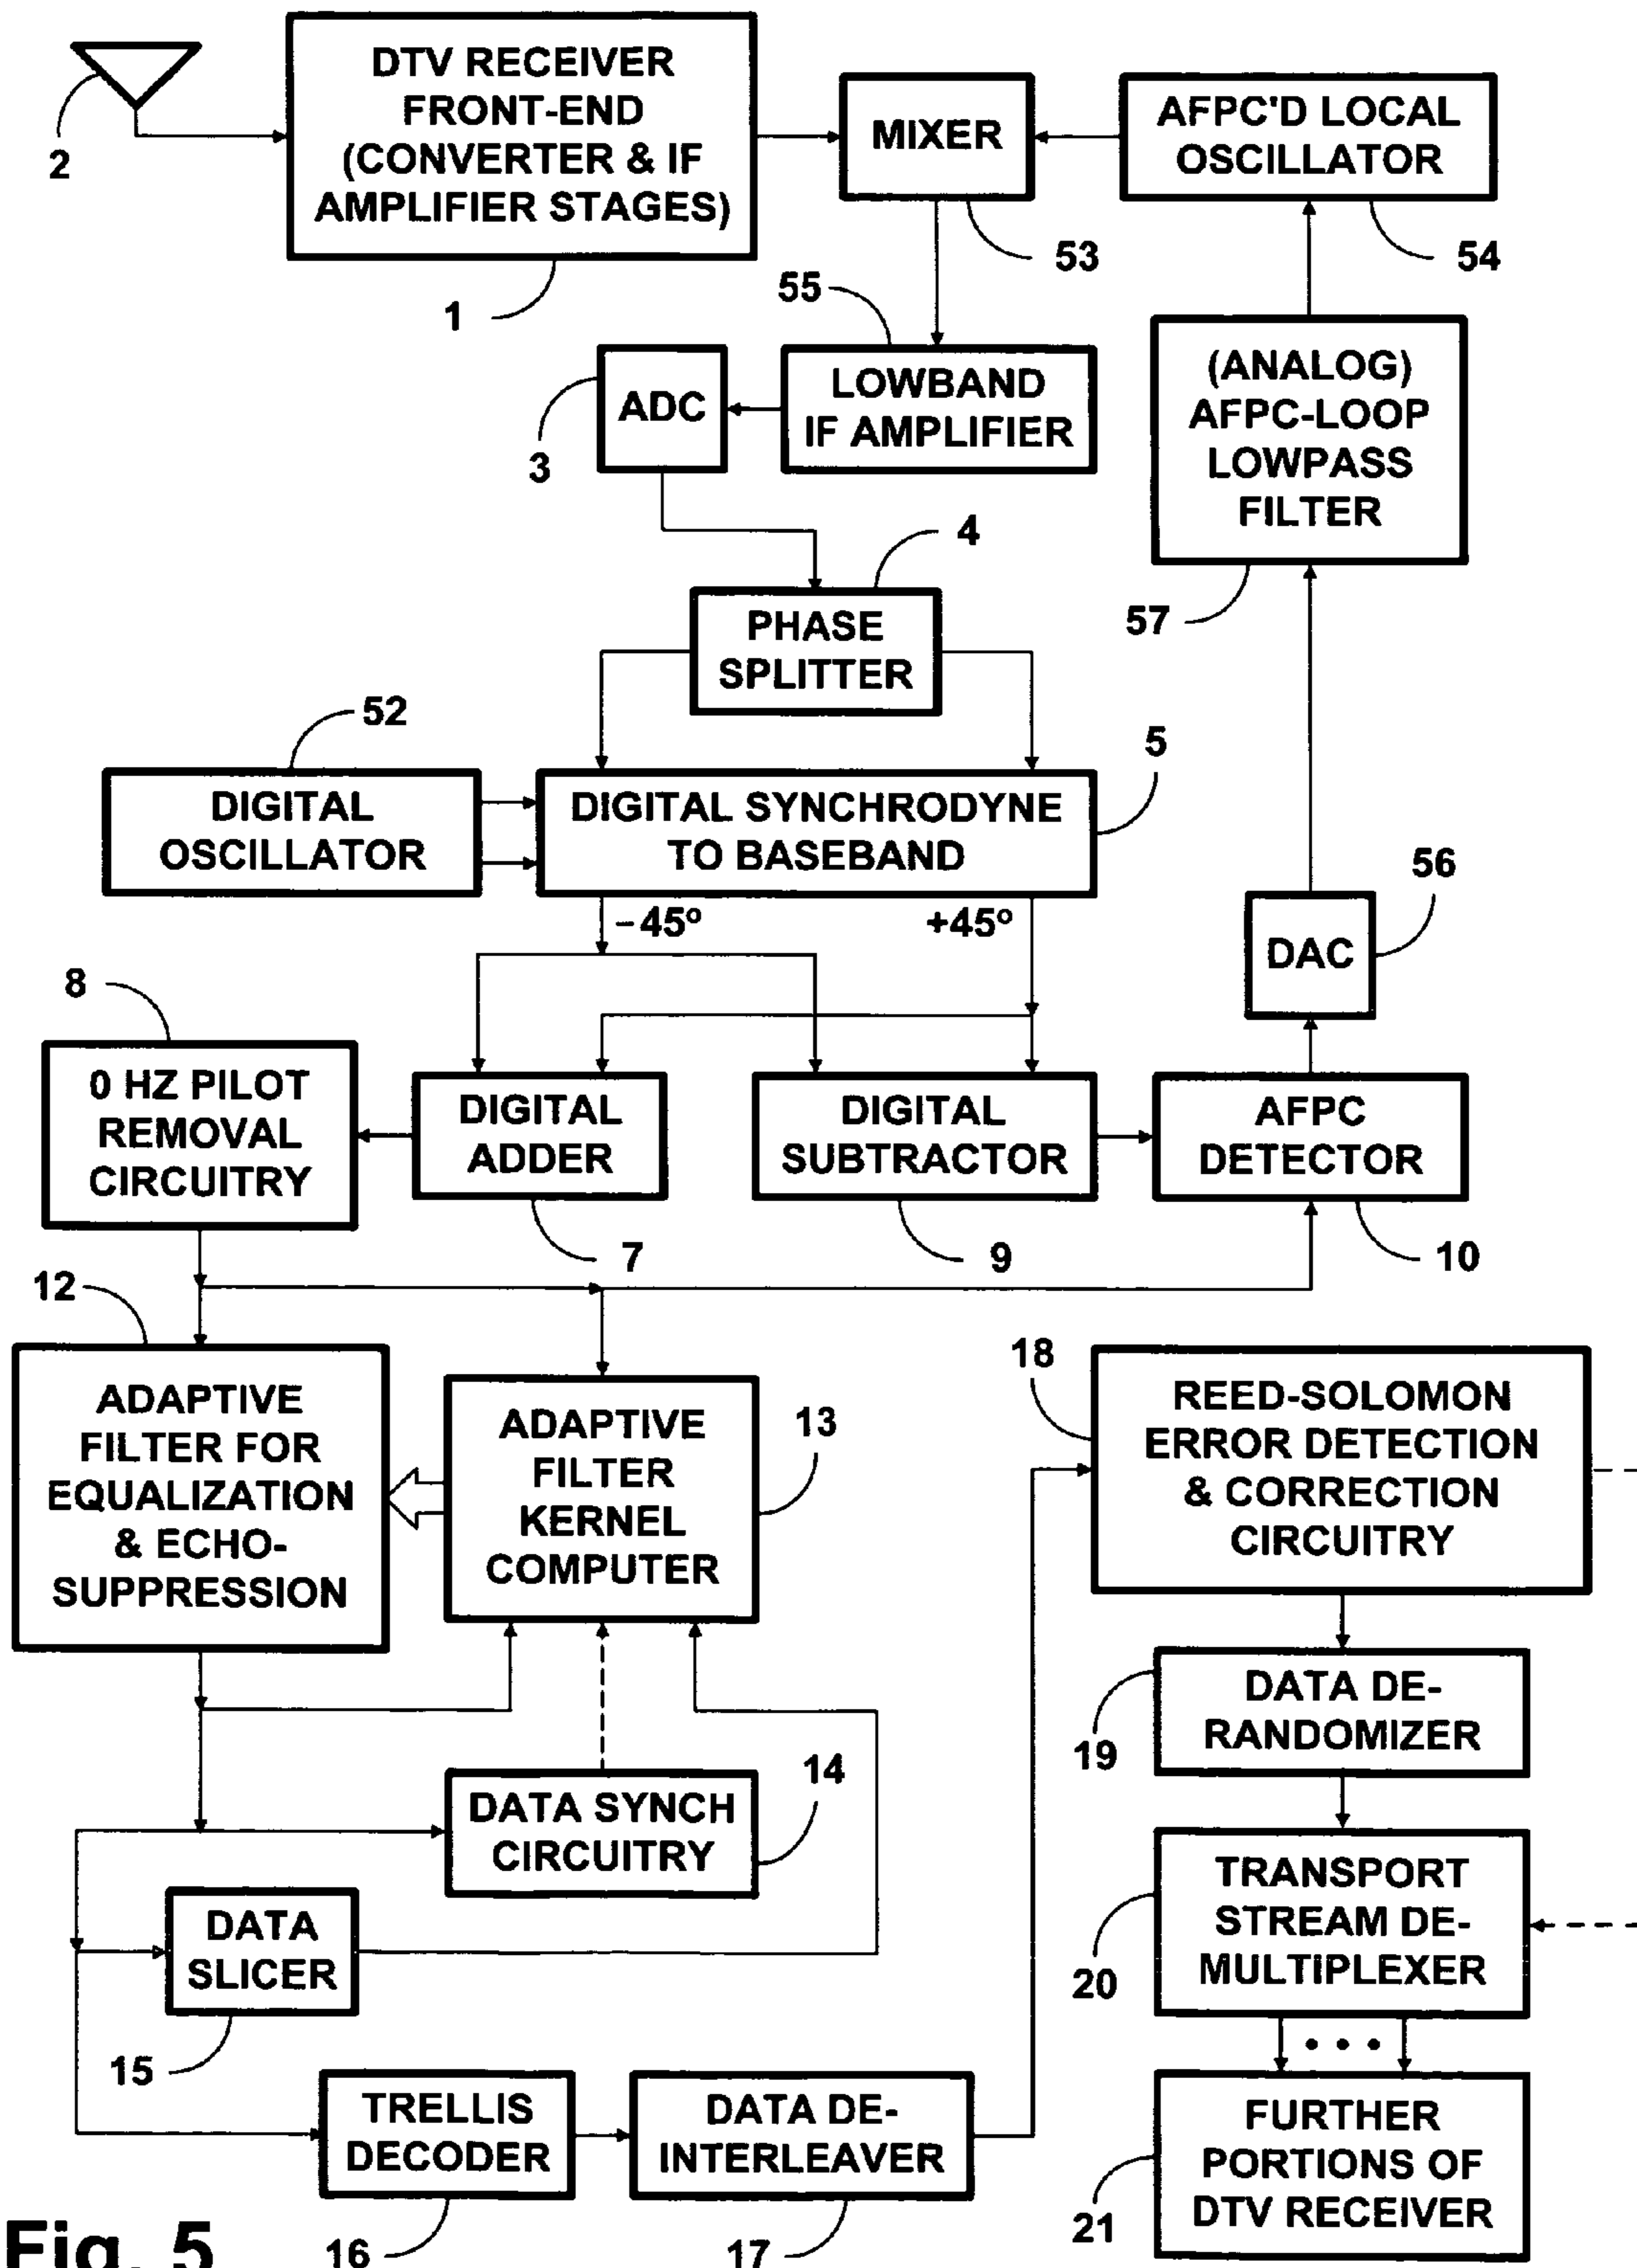 DTV RECEIVER
FRONT-END
(CONVERTER & IF
AMPLIFIER STAGES)
MIXER
AFPC'D LOCAL
OSCILLATOR
2
1
53
54
55
ADC
3
LOWBAND
IF AMPLIFIER
(ANALOG)
AFPC-LOOP
LOWPASS
FILTER
57
4
PHASE
SPLITTER
52
5
DIGITAL
OSCILLATOR
DIGITAL SYNCHRODYNE
TO BASEBAND
56
–45º
+45º
DAC
8
0 HZ PILOT
REMOVAL
CIRCUITRY
DIGITAL
ADDER
DIGITAL
SUBTRACTOR
AFPC
DETECTOR
7
9
10
12
ADAPTIVE
FILTER FOR
EQUALIZATION
& ECHO-
SUPPRESSION
ADAPTIVE
FILTER
KERNEL
COMPUTER
13
18
REED-SOLOMON
ERROR DETECTION
& CORRECTION
CIRCUITRY
DATA DE-
RANDOMIZER
19
14
DATA SYNCH
CIRCUITRY
TRANSPORT
STREAM DE-
MULTIPLEXER
20
DATA
SLICER
15
TRELLIS
DECODER
DATA DE-
INTERLEAVER
FURTHER
PORTIONS OF
DTV RECEIVER
21
16
17
Fig. 5